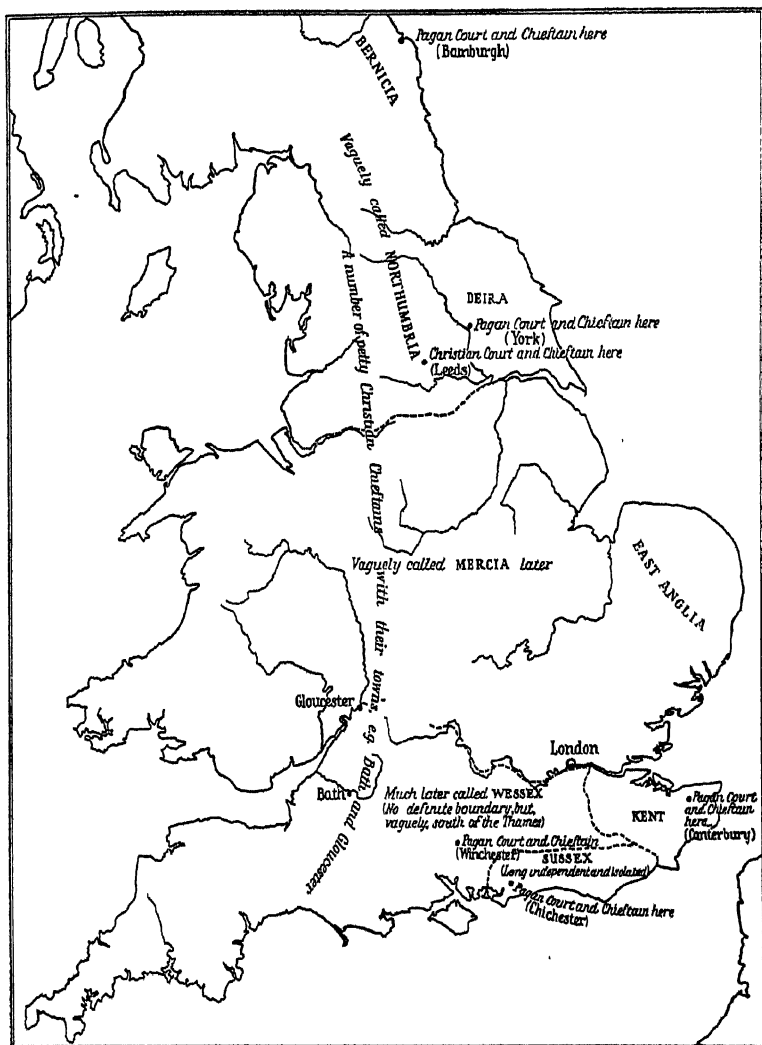 Pagan Court and Chieftain here
(Bamburgh)
BERNICIA
Vaguely called NORTHUMBRIA
A number of petty Christian Chieftains with their towns, e.g. Bath and Gloucester
DEIRA
Pagan Court and Chieftain here
(York)
Christian Court and Chieftain here
(Leeds)
Vaguely called MERCIA later
EAST ANGLIA
Gloucester
London
Bath
Much later called WESSEX
(No definite boundary, but,
vaguely, south of the Thames)
KENT
Pagan Court
and Chieftain
here
(Canterbury)
Pagan Court and Chieftain
(Winchester)
SUSSEX
(Long independent and isolated)
Pagan Court and Chieftain here
(Chichester)